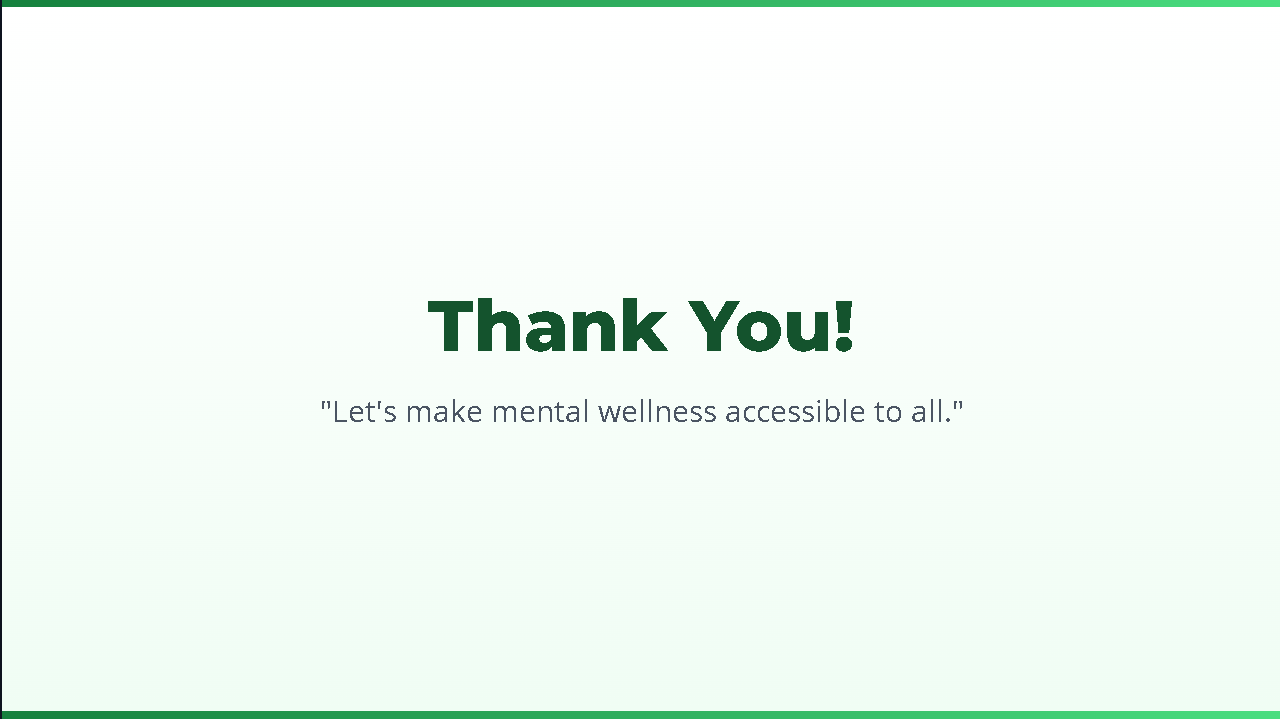 Thank You!
"Let's make mental wellness accessible to all."